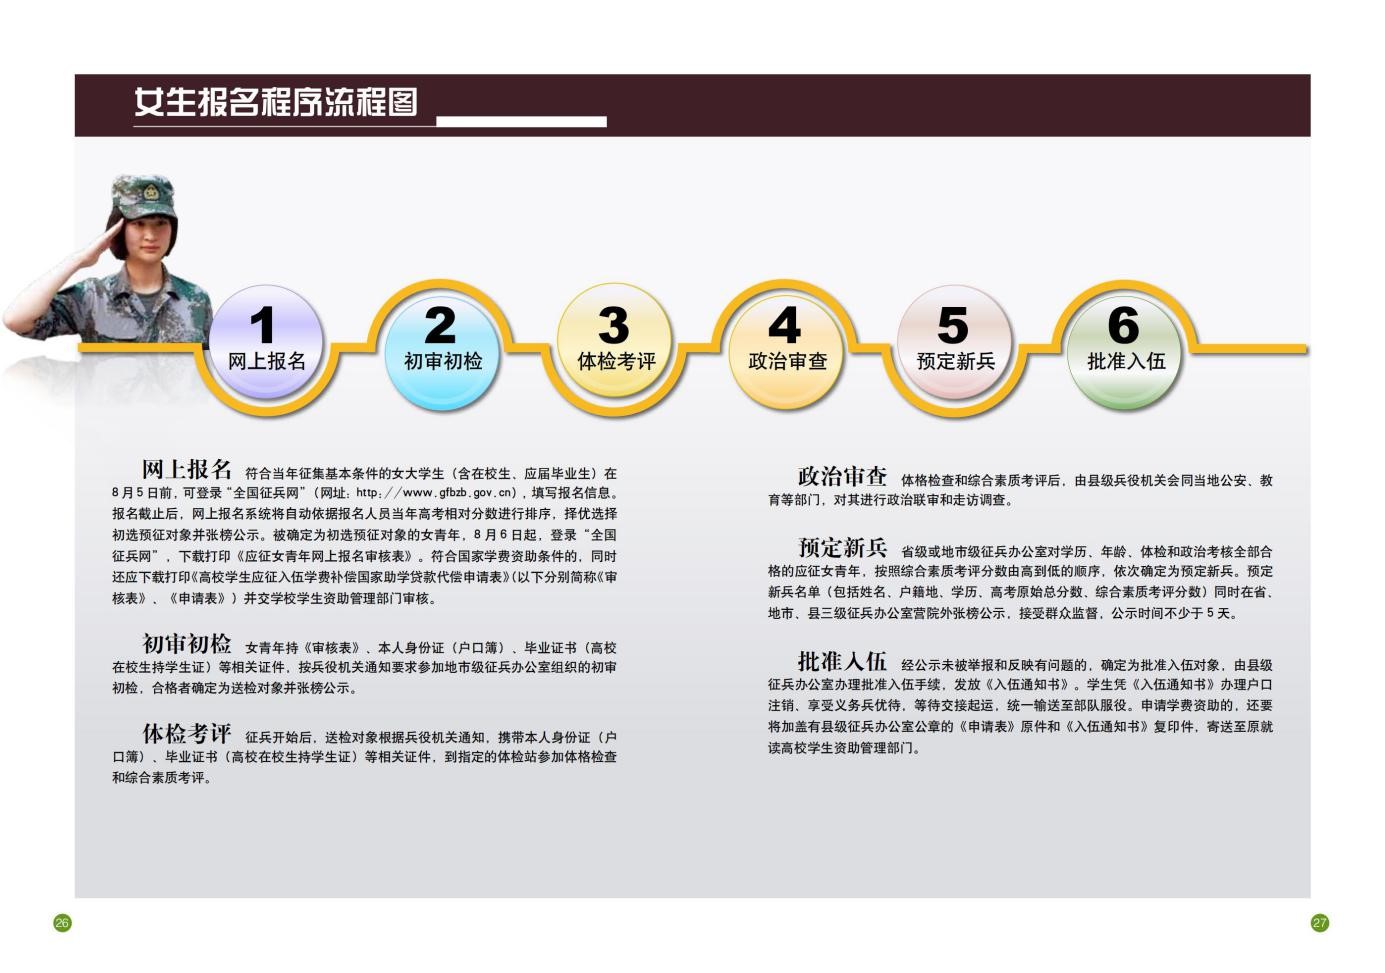 女生报名程序流程图
1
网上报名
2
初审初检
3
体检考评
4
政治审查
5
预定新兵
6
批准入伍
网上报名 符合当年征集基本条件的女大学生（含在校生、应届毕业生）在
8月5日前，可登录“全国征兵网”（网址：http://www.gfbzb.gov.cn），填写报名信息。
报名截止后，网上报名系统将自动依据报名人员当年高考相对分数进行排序，择优选择
初选预征对象并张榜公示。被确定为初选预征对象的女青年，8月6日起，登录“全国
征兵网”，下载打印《应征女青年网上报名审核表》。符合国家学费资助条件的，同时
还应下载打印《高校学生应征入伍学费补偿国家助学贷款代偿申请表》（以下分别简称《审
核表》、《申请表》）并交学校学生资助管理部门审核。
初审初检 女青年持《审核表》、本人身份证（户口簿）、毕业证书（高校
在校生持学生证）等相关证件，按兵役机关通知要求参加地市级征兵办公室组织的初审
初检，合格者确定为送检对象并张榜公示。
体检考评 征兵开始后，送检对象根据兵役机关通知，携带本人身份证（户
口簿）、毕业证书（高校在校生持学生证）等相关证件，到指定的体检站参加体格检查
和综合素质考评。
政治审查 体格检查和综合素质考评后，由县级兵役机关会同当地公安、教
育等部门，对其进行政治联审和走访调查。
预定新兵 省级或地市级征兵办公室对学历、年龄、体检和政治考核全部合
格的应征女青年，按照综合素质考评分数由高到低的顺序，依次确定为预定新兵。预定
新兵名单（包括姓名、户籍地、学历、高考原始总分数、综合素质考评分数）同时在省、
地市、县三级征兵办公室营院外张榜公示，接受群众监督，公示时间不少于5天。
批准入伍 经公示未被举报和反映有问题的，确定为批准入伍对象，由县级
征兵办公室办理批准入伍手续，发放《入伍通知书》。学生凭《入伍通知书》办理户口
注销、享受义务兵优待，等待交接起运，统一输送至部队服役。申请学费资助的，还要
将加盖有县级征兵办公室公章的《申请表》原件和《入伍通知书》复印件，寄送至原就
读高校学生资助管理部门。
26
27